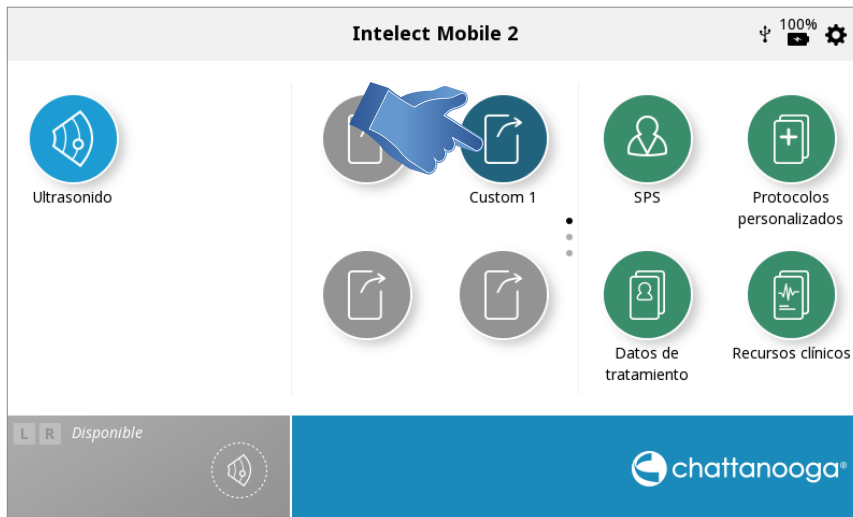 Intelect Mobile 2
100%
Ultrasonido
Custom 1
SPS
Protocolos
personalizados
Datos de
tratamiento
Recursos clínicos
L R Disponible
chattanooga®